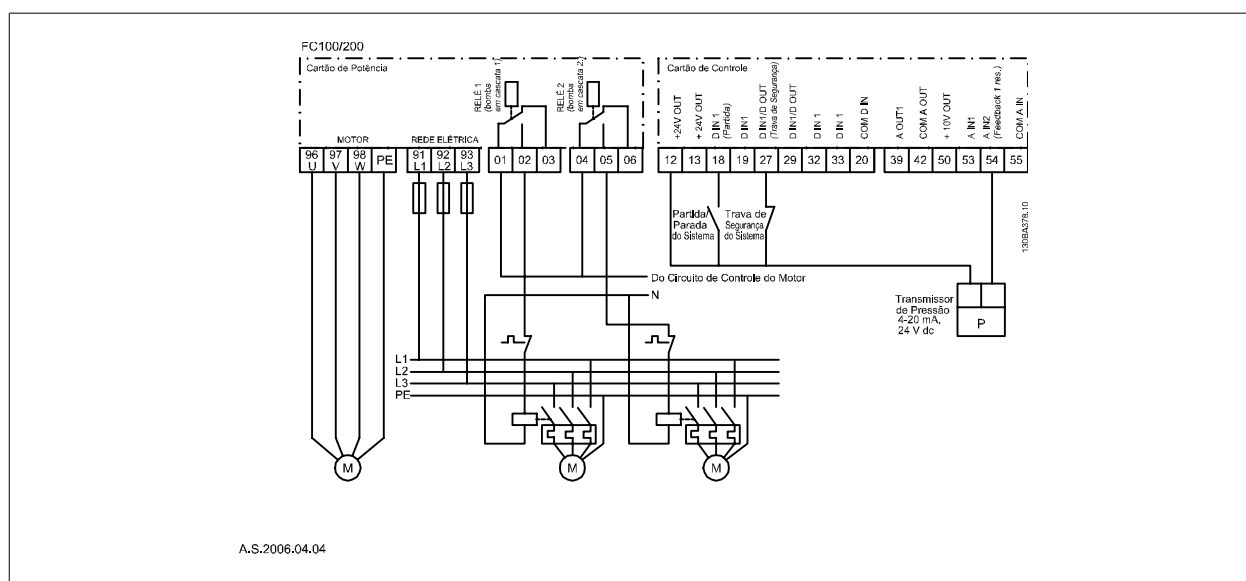 FC100/200
Cartão de Potência
RELÉ 1
(bomba
em cascata 1)
RELÉ 2
(bomba
em cascata 2)
MOTOR
REDE ELÉTRICA
96 97 98 PE
U V W
91 92 93
L1 L2 L3
01 02 03
04 05 06
Cartão de Controle
+24V OUT
+ 24V OUT
D IN 1
(Partida)
D IN1
D IN1/D OUT
(Trava de Segurança)
D IN1/D OUT
D IN 1
D IN 1
COM D IN
A OUT1
COM A OUT
+ 10V OUT
A IN1
A IN2
(Feedback 1 res.)
COM A IN
12 13 18 19 27 29 32 33 20
39 42 50 53 54 55
130BA378.10
Partida/
Parada
do Sistema
Trava de
Segurança
do Sistema
Do Circuito de Controle do Motor
N
Transmissor
de Pressão
4-20 mA,
24 V dc
P
L1
L2
L3
PE
M
M
M
A.S.2006.04.04